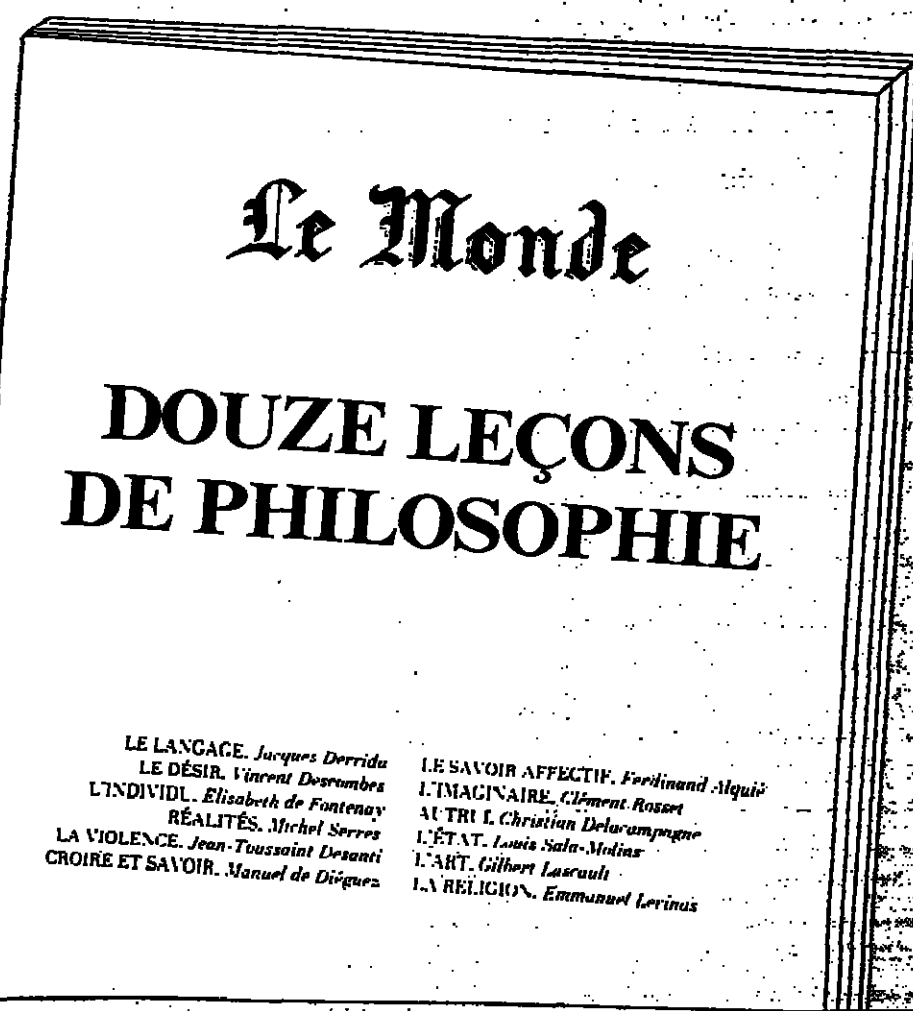 Le Monde
DOUZE LEÇONS
DE PHILOSOPHIE
LE LANGAGE. Jacques Derrida
LE DÉSIR. Vincent Descombes
L'INDIVIDU. Elisabeth de Fontenay
RÉALITÉS. Michel Serres
LA VIOLENCE. Jean-Toussaint Desanti
CROIRE ET SAVOIR. Manuel de Diéguez
LE SAVOIR AFFECTIF. Ferdinand Alquié
L'IMAGINAIRE. Clément Rosset
AUTRUI. Christian Delacampagne
L'ÉTAT. Louis Sala-Molins
L'ART. Gilbert Lascault
LA RELIGION. Emmanuel Levinas